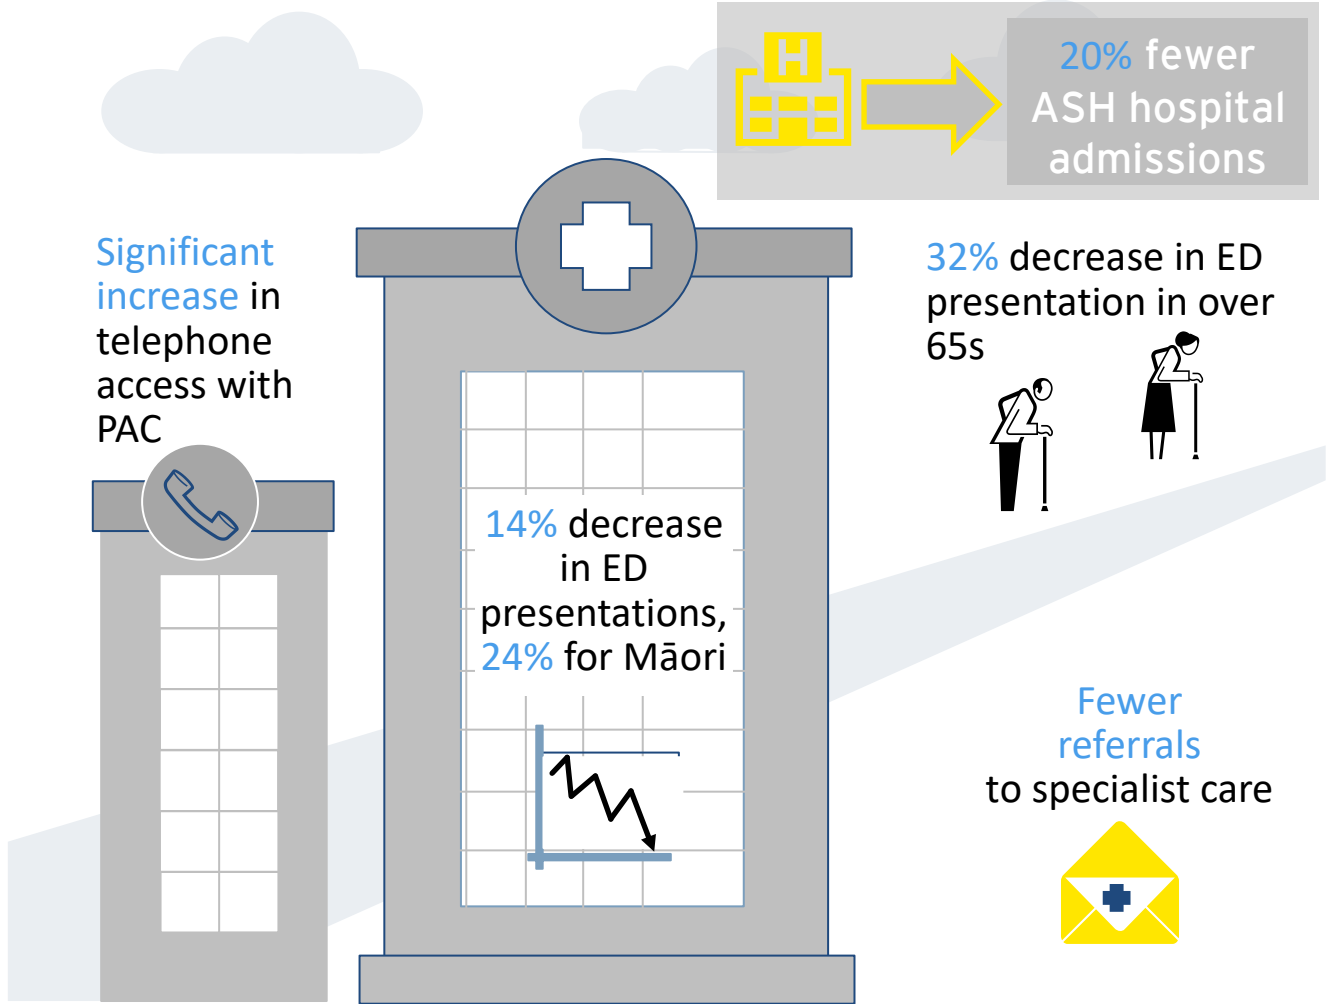 20% fewer
ASH hospital
admissions
Significant
increase in
telephone
access with
PAC
32% decrease in ED
presentation in over
65s
14% decrease
in ED
presentations,
24% for Māori
Fewer
referrals
to specialist care
H